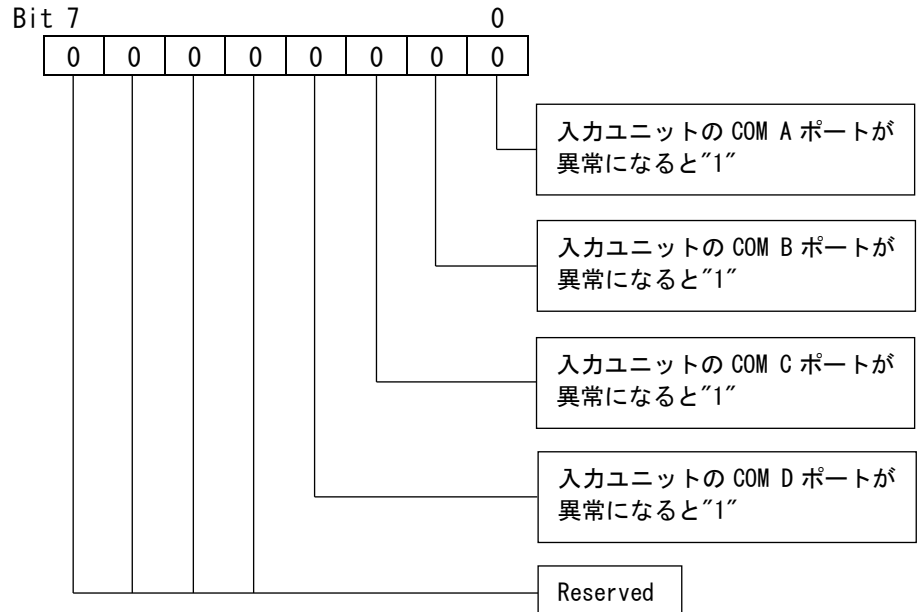 Bit 7 0
0 0 0 0 0 0 0 0
入力ユニットの COM A ポートが
異常になると"1"
入力ユニットの COM B ポートが
異常になると"1"
入力ユニットの COM C ポートが
異常になると"1"
入力ユニットの COM D ポートが
異常になると"1"
Reserved